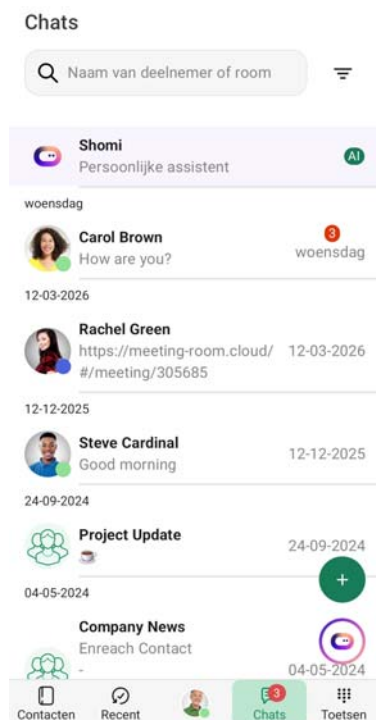 Chats
Naam van deelnemer of room
Shomi
Persoonlijke assistent
AI
woensdag
Carol Brown
3
How are you?
woensdag
12-03-2026
Rachel Green
https://meeting-room.cloud/
12-03-2026
#/meeting/305685
12-12-2025
Steve Cardinal
Good morning
12-12-2025
24-09-2024
Project Update
24-09-2024
04-05-2024
+
Company News
Enreach Contact
-
04-05-2024
3
Contacten
Recent
Chats
Toetsen